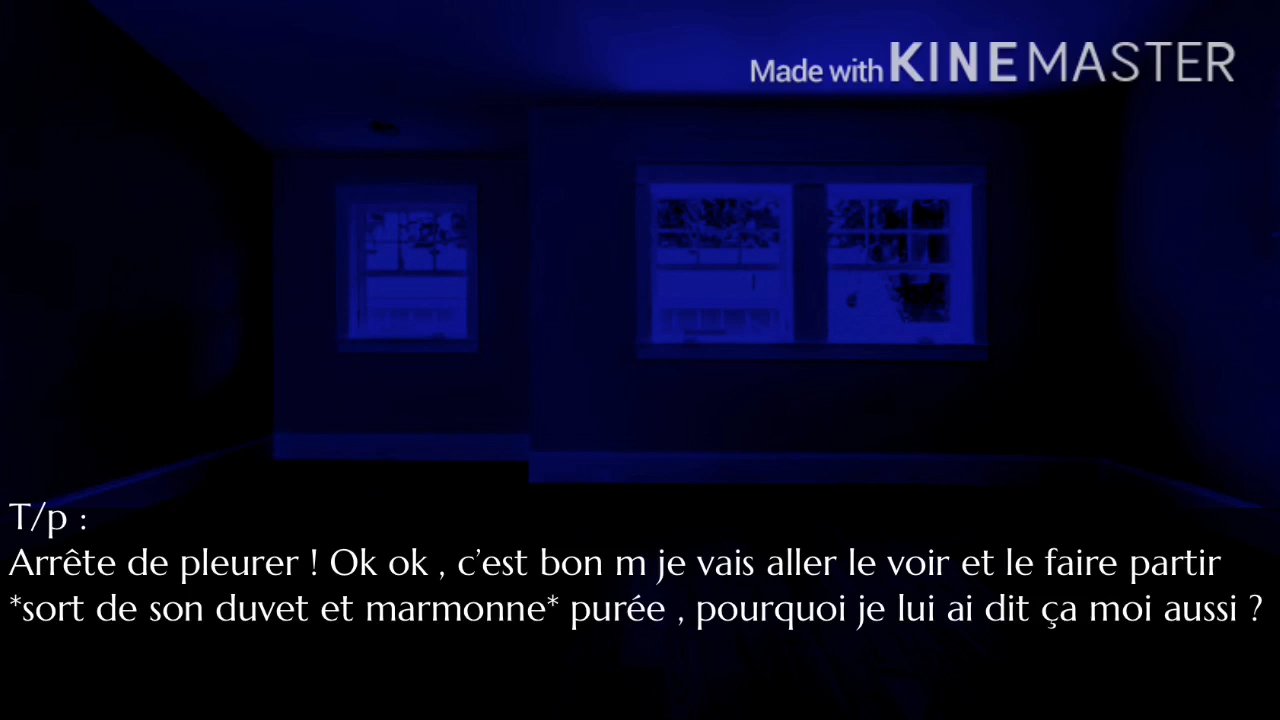 Made with KINEMASTER
T/p :
Arrête de pleurer ! Ok ok , c’est bon m je vais aller le voir et le faire partir
*sort de son duvet et marmonne* purée , pourquoi je lui ai dit ça moi aussi ?